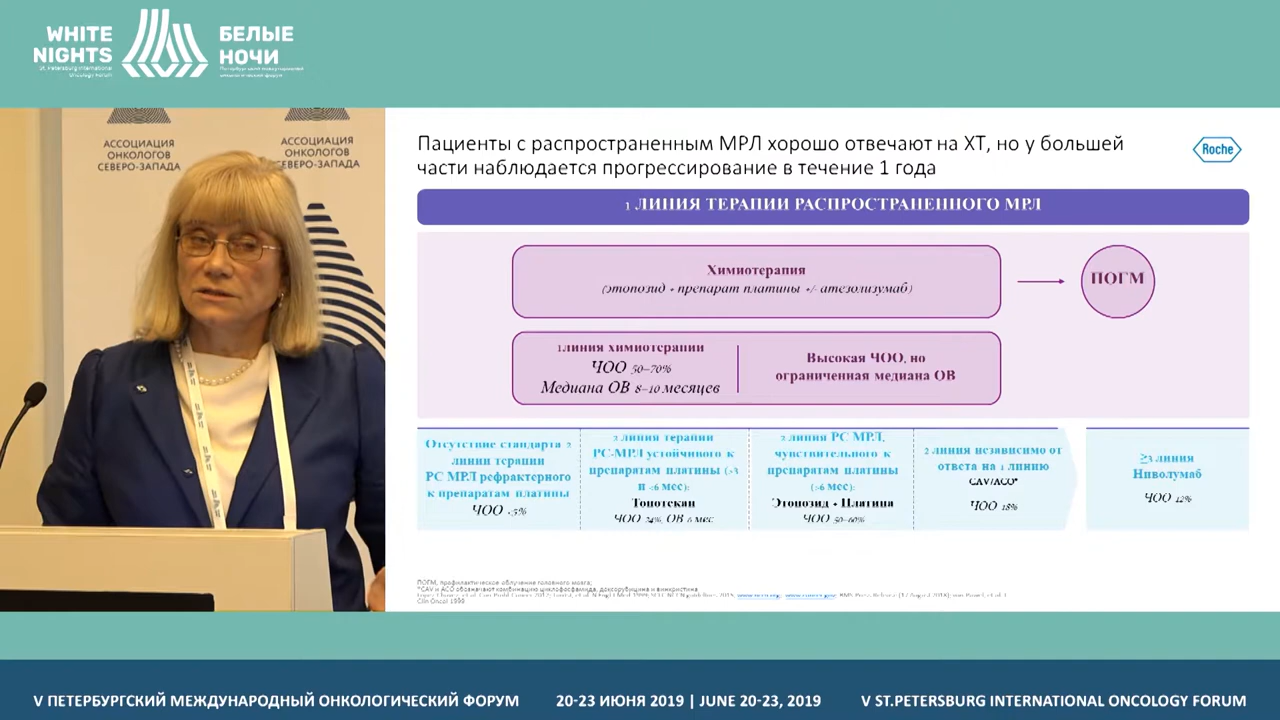 WHITE
NIGHTS
St. Petersburg International
Oncology Forum
БЕЛЫЕ
НОЧИ
АССОЦИАЦИЯ
ОНКОЛОГОВ
СЕВЕРО-ЗАПАДА
АССОЦИАЦИЯ
ОНКОЛОГОВ
СЕВЕРО-ЗАПАДА
Пациенты с распространенным МРЛ хорошо отвечают на ХТ, но у большей
части наблюдается прогрессирование в течение 1 года
Roche
1 ЛИНИЯ ТЕРАПИИ РАСПРОСТРАНЕННОГО МРЛ
Химиотерапия
(этопозид + препарат платины +/- атезолизумаб)
ПОГМ
1линия химиотерапии
ЧОО 50–70%
Медиана ОВ 8–10 месяцев
Высокая ЧОО, но
ограниченная медиана ОВ
Отсутствие стандарта 2
линии терапии
РС МРЛ рефрактерного
к препаратам платины
ЧОО <5%
2 линия терапии
РС-МРЛ устойчивого к
препаратам платины (>3
и <6 мес):
Топотекан
ЧОО 24%, ОВ 6 мес
2 линия РС МРЛ,
чувствительного к
препаратам платины
(>6 мес):
Этопозид + Платина
ЧОО 50–60%
2 линия независимо от
ответа на 1 линию
CAV/ACO*
ЧОО 18%
≥3 линия
Ниволумаб
ЧОО 12%
ПОГМ, профилактическое облучение головного мозга;
*CAV и ACO обозначают комбинацию циклофосфамида, доксорубицина и винкристина
Clin Oncol 1999
V ПЕТЕРБУРГСКИЙ МЕЖДУНАРОДНЫЙ ОНКОЛОГИЧЕСКИЙ ФОРУМ
20-23 ИЮНЯ 2019 | JUNE 20-23, 2019
V ST.PETERSBURG INTERNATIONAL ONCOLOGY FORUM